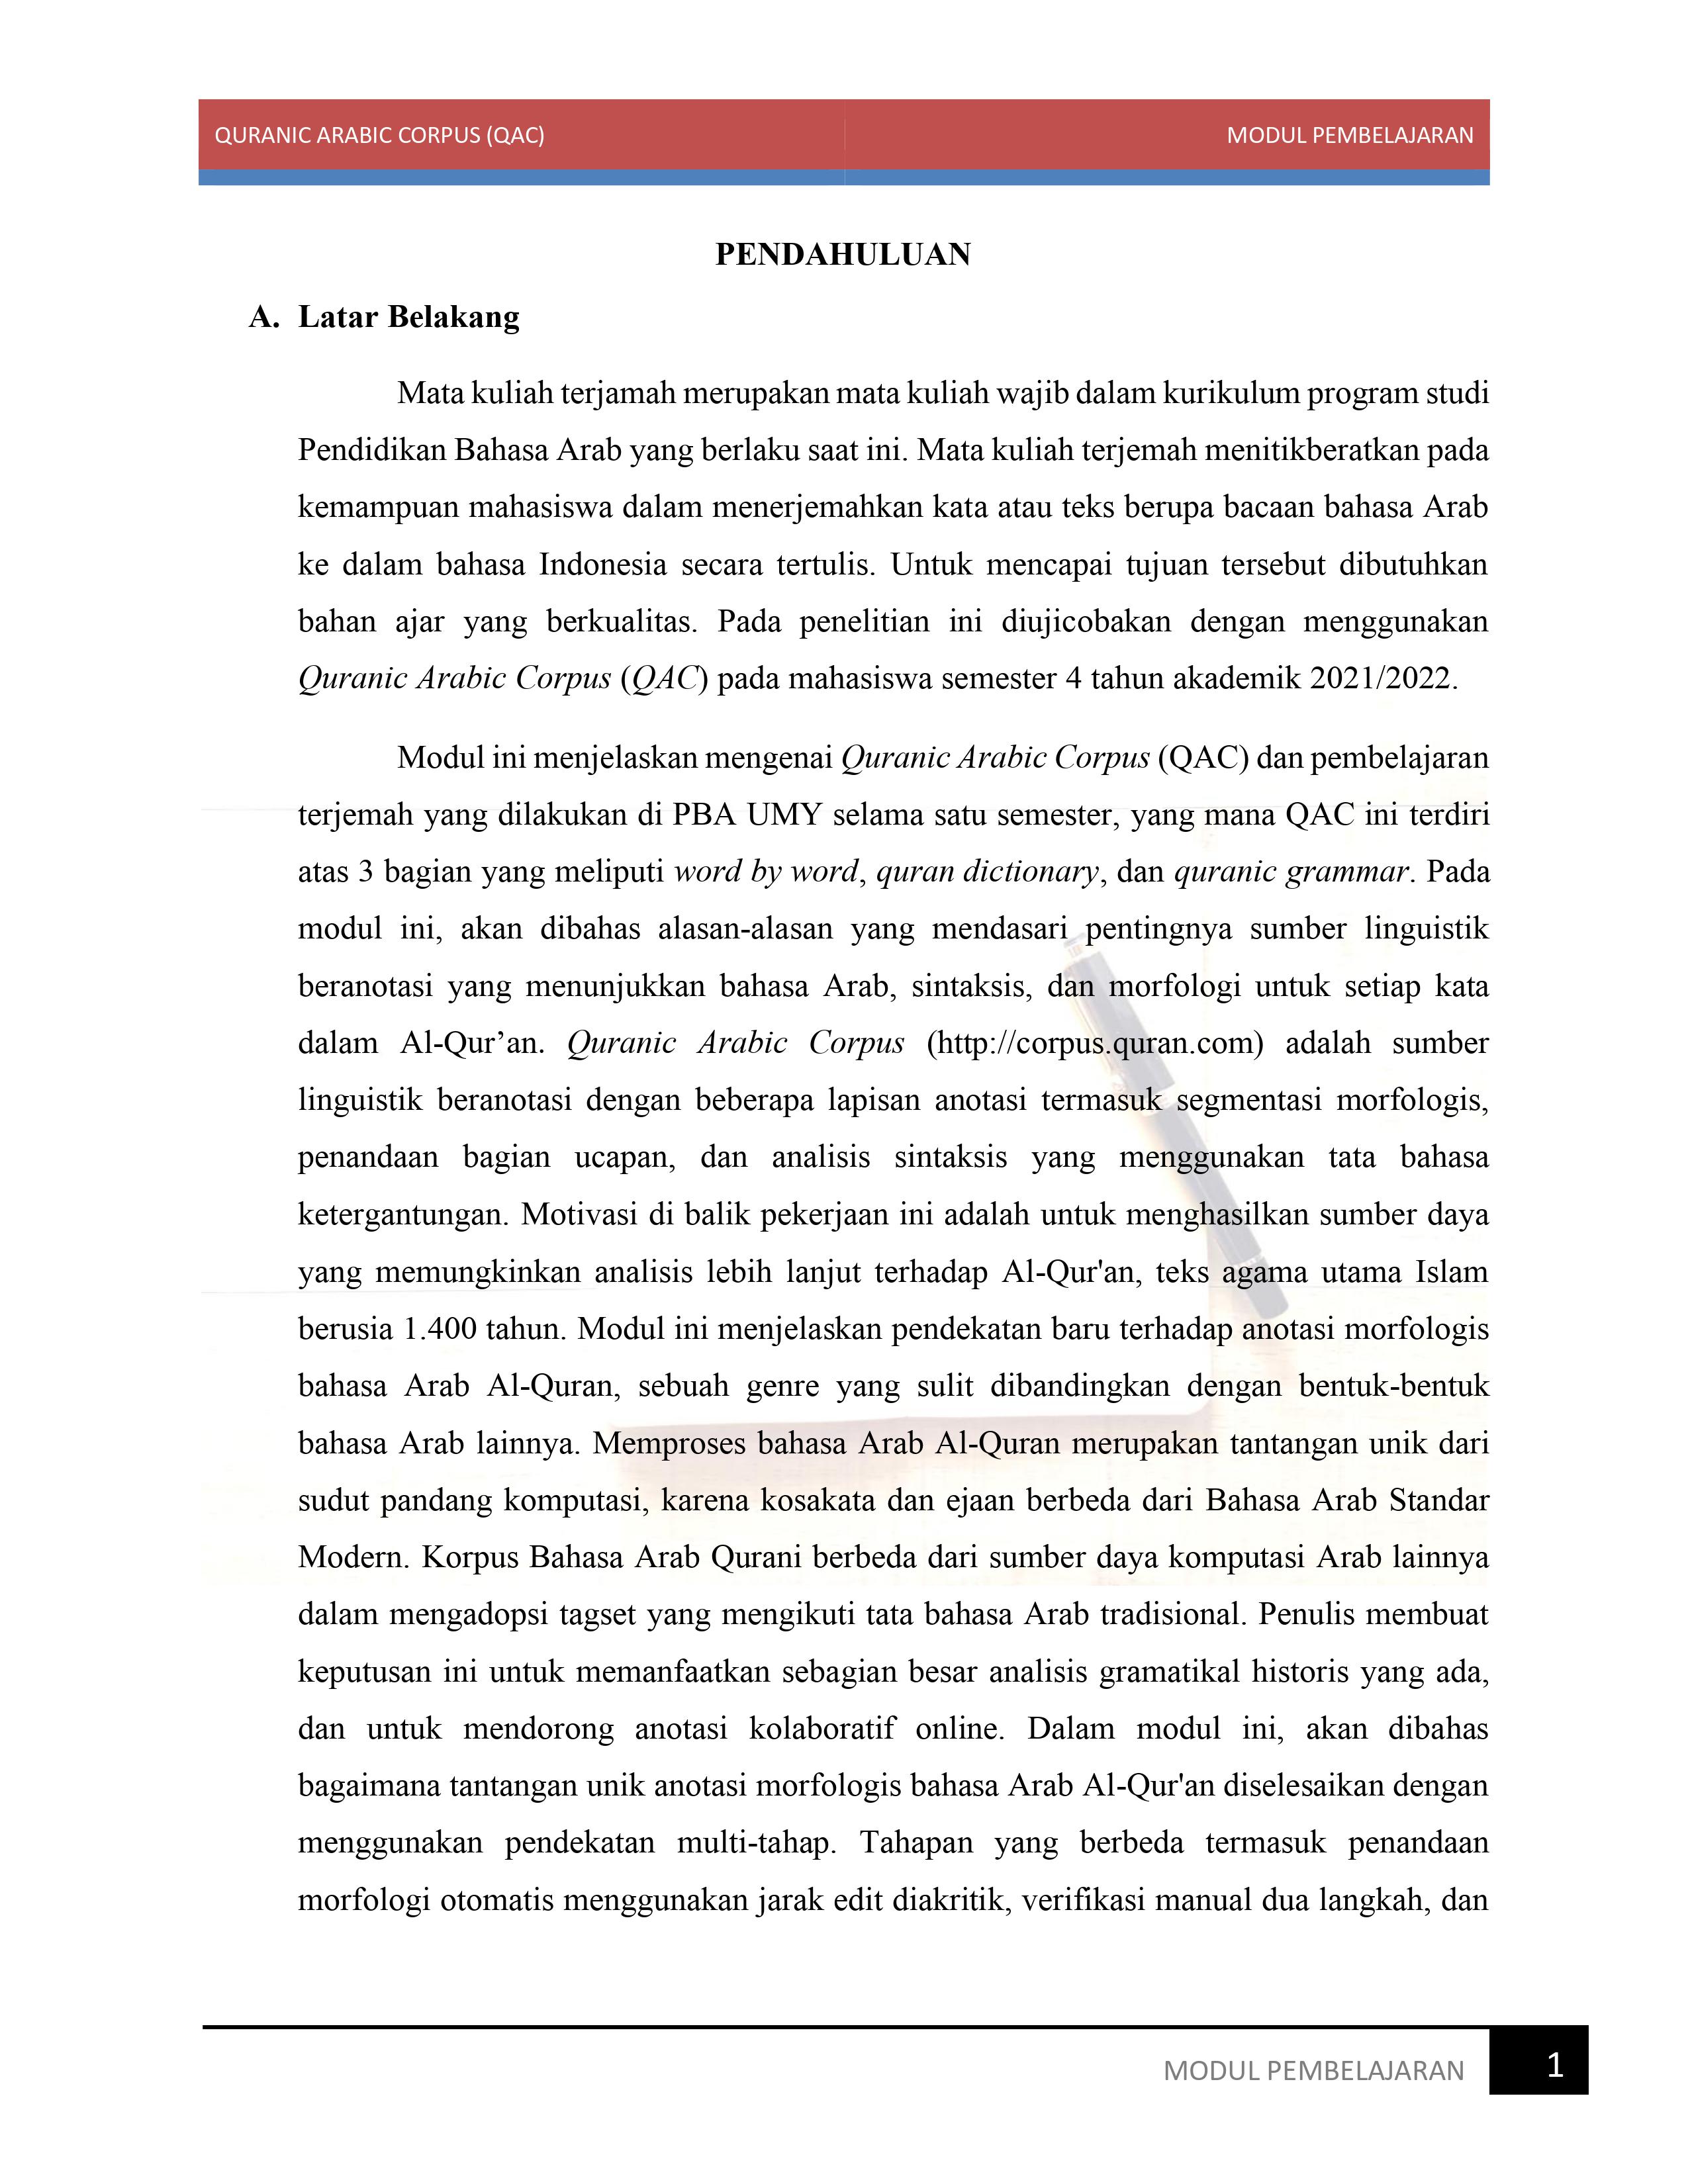 QURANIC ARABIC CORPUS (QAC) MODUL PEMBELAJARAN
PENDAHULUAN
A. Latar Belakang
Mata kuliah terjamah merupakan mata kuliah wajib dalam kurikulum program studi
Pendidikan Bahasa Arab yang berlaku saat ini. Mata kuliah terjemah menitikberatkan pada
kemampuan mahasiswa dalam menerjemahkan kata atau teks berupa bacaan bahasa Arab
ke dalam bahasa Indonesia secara tertulis. Untuk mencapai tujuan tersebut dibutuhkan
bahan ajar yang berkualitas. Pada penelitian ini diujicobakan dengan menggunakan
Quranic Arabic Corpus (QAC) pada mahasiswa semester 4 tahun akademik 2021/2022.
Modul ini menjelaskan mengenai Quranic Arabic Corpus (QAC) dan pembelajaran
terjemah yang dilakukan di PBA UMY selama satu semester, yang mana QAC ini terdiri
atas 3 bagian yang meliputi word by word, quran dictionary, dan quranic grammar. Pada
modul ini, akan dibahas alasan-alasan yang mendasari pentingnya sumber linguistik
beranotasi yang menunjukkan bahasa Arab, sintaksis, dan morfologi untuk setiap kata
dalam Al-Qur’an. Quranic Arabic Corpus (http://corpus.quran.com) adalah sumber
linguistik beranotasi dengan beberapa lapisan anotasi termasuk segmentasi morfologis,
penandaan bagian ucapan, dan analisis sintaksis yang menggunakan tata bahasa
ketergantungan. Motivasi di balik pekerjaan ini adalah untuk menghasilkan sumber daya
yang memungkinkan analisis lebih lanjut terhadap Al-Qur'an, teks agama utama Islam
berusia 1.400 tahun. Modul ini menjelaskan pendekatan baru terhadap anotasi morfologis
bahasa Arab Al-Quran, sebuah genre yang sulit dibandingkan dengan bentuk-bentuk
bahasa Arab lainnya. Memproses bahasa Arab Al-Quran merupakan tantangan unik dari
sudut pandang komputasi, karena kosakata dan ejaan berbeda dari Bahasa Arab Standar
Modern. Korpus Bahasa Arab Qurani berbeda dari sumber daya komputasi Arab lainnya
dalam mengadopsi tagset yang mengikuti tata bahasa Arab tradisional. Penulis membuat
keputusan ini untuk memanfaatkan sebagian besar analisis gramatikal historis yang ada,
dan untuk mendorong anotasi kolaboratif online. Dalam modul ini, akan dibahas
bagaimana tantangan unik anotasi morfologis bahasa Arab Al-Qur'an diselesaikan dengan
menggunakan pendekatan multi-tahap. Tahapan yang berbeda termasuk penandaan
morfologi otomatis menggunakan jarak edit diakritik, verifikasi manual dua langkah, dan
MODUL PEMBELAJARAN 1